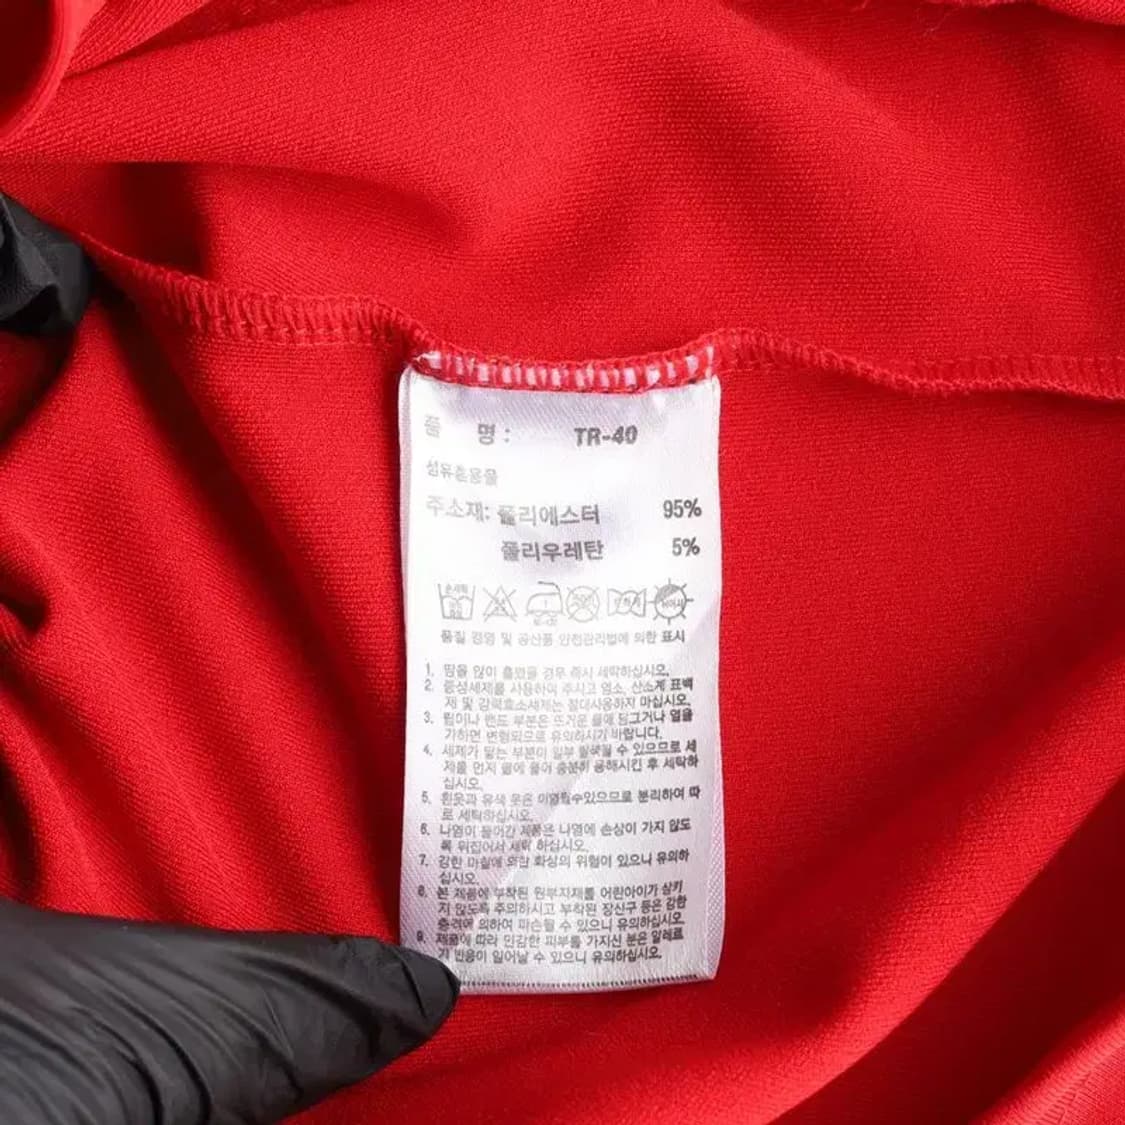 품 명 : TR-40
섬유혼용율
주소재: 폴리에스터 95%
폴리우레탄 5%
품질 경영 및 공산품 안전관리법에 의한 표시
1. 땀을 많이 흘렸을 경우 즉시 세탁하십시오.
2. 중성세제를 사용하여 주시고 염소, 산소계 표백
제 및 강력효소세제는 절대사용하지 마십시오.
3. 림이나 밴드 부분은 뜨거운 물에 담그거나 열을
가하면 변형되므로 유의하시기 바랍니다.
4. 세제가 닿는 부분이 일부 탈색될 수 있으므로 세
제를 먼저 물에 풀어 충분히 용해시킨 후 세탁하
십시오.
5. 흰옷과 유색 옷은 이염될수있으므로 분리하여 따
로 세탁하십시오.
6. 나염이 들어간 제품은 나염에 손상이 가지 않도
록 뒤집어서 세탁 하십시오.
7. 강한 마찰에 의한 화상의 위험이 있으니 유의하
십시오.
8. 본 제품에 부착된 원부자재를 어린아이가 삼키
지 않도록 주의하시고 부착된 장신구 등은 강한
충격에 의하여 파손될 수 있으니 유의하십시오.
9. 제품에 따라 민감한 피부를 가지신 분은 알레르
기 반응이 일어날 수 있으니 유의하십시오.